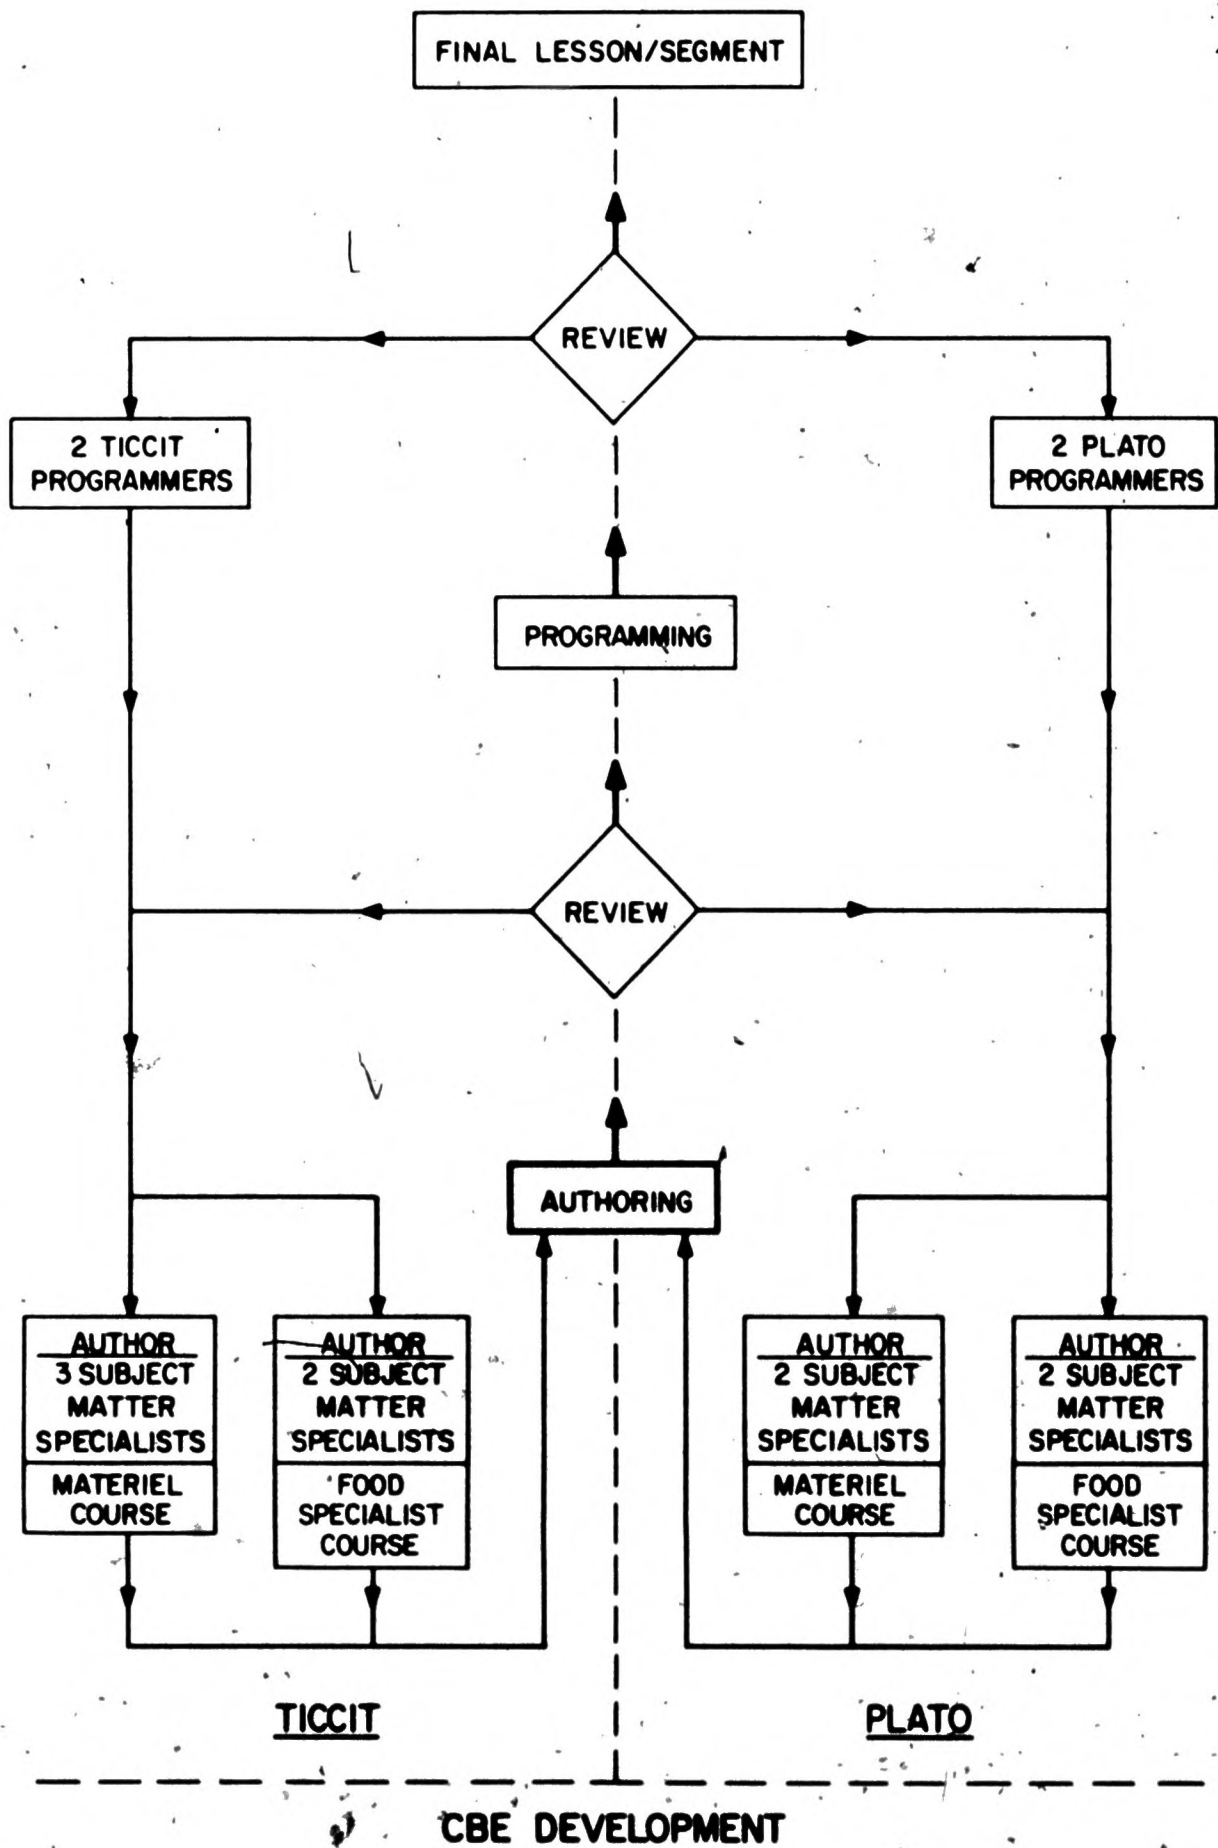 FINAL LESSON/SEGMENT
REVIEW
2 TICCIT
PROGRAMMERS
2 PLATO
PROGRAMMERS
PROGRAMMING
REVIEW
AUTHORING
AUTHOR
3 SUBJECT
MATTER
SPECIALISTS
MATERIEL
COURSE
AUTHOR
2 SUBJECT
MATTER
SPECIALISTS
FOOD
SPECIALIST
COURSE
AUTHOR
2 SUBJECT
MATTER
SPECIALISTS
MATERIEL
COURSE
AUTHOR
2 SUBJECT
MATTER
SPECIALISTS
FOOD
SPECIALIST
COURSE
TICCIT
PLATO
CBE DEVELOPMENT